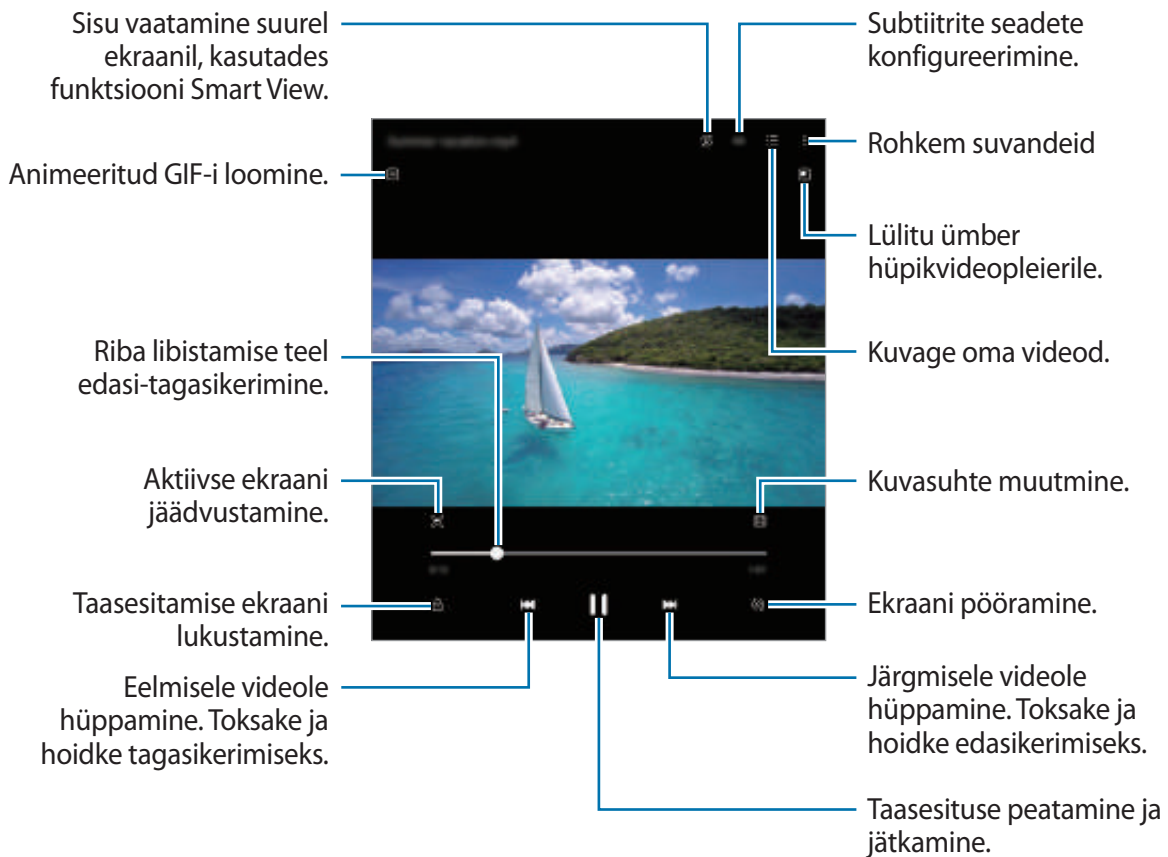 Sisu vaatamine suurel
ekraanil, kasutades
funktsiooni Smart View.
Subtiitrite seadete
konfigureerimine.
Rohkem suvandeid
Animeeritud GIF-i loomine.
Lülitu ümber
hüpikvideopleierile.
Riba libistamise teel
edasi-tagasikerimine.
Kuvage oma videod.
Aktiivse ekraani
jäädvustamine.
Kuvasuhte muutmine.
Taasesitamise ekraani
lukustamine.
Ekraani pööramine.
Eelmisele videole
hüppamine. Toksake ja
hoidke tagasikerimiseks.
Järgmisele videole
hüppamine. Toksake ja
hoidke edasikerimiseks.
Taasesituse peatamine ja
jätkamine.